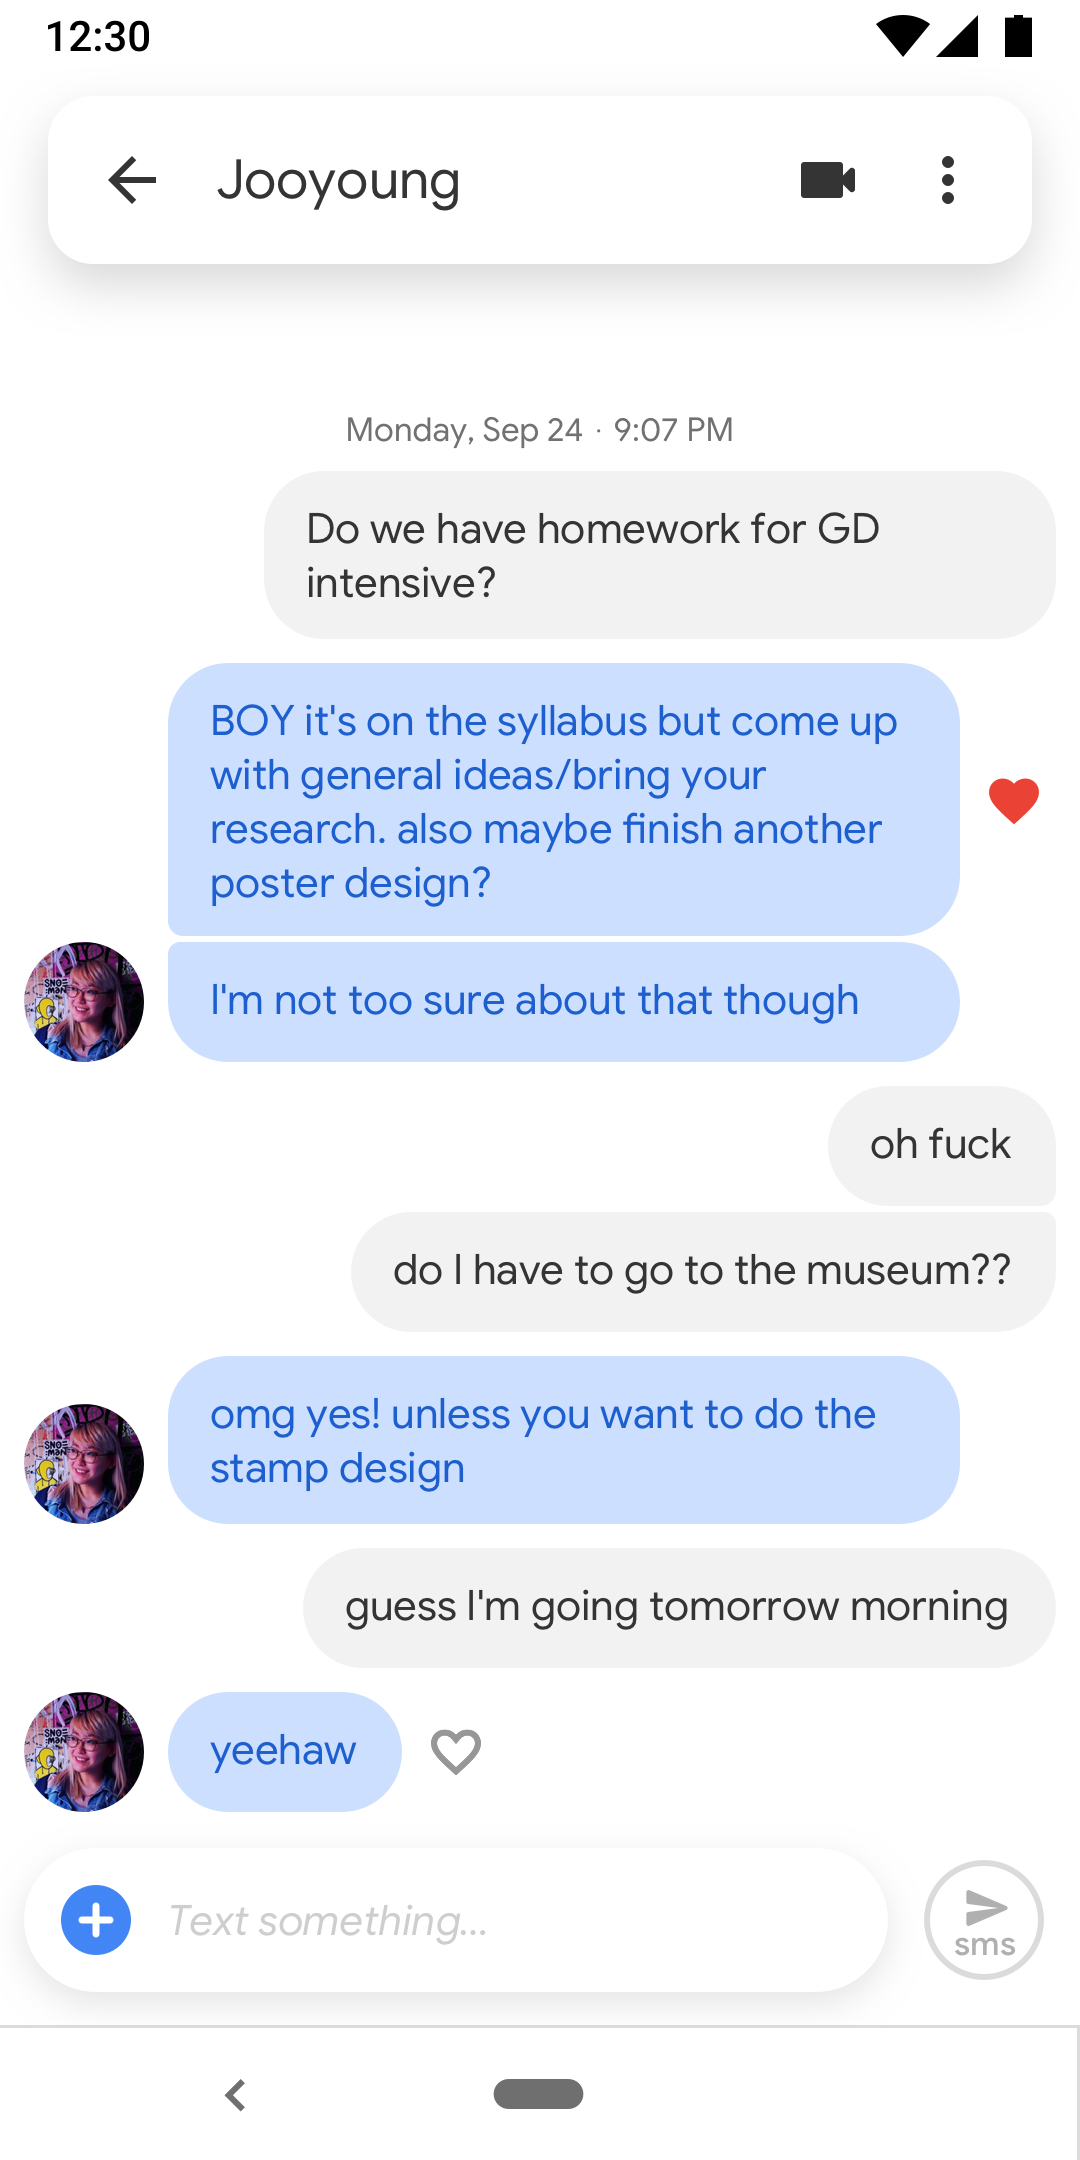 12:30
Jooyoung
Monday, Sep 24 · 9:07 PM
Do we have homework for GD
intensive?
BOY it's on the syllabus but come up
with general ideas/bring your
research. also maybe finish another
poster design?
I'm not too sure about that though
oh fuck
do I have to go to the museum??
omg yes! unless you want to do the
stamp design
guess I'm going tomorrow morning
yeehaw
Text something...
sms